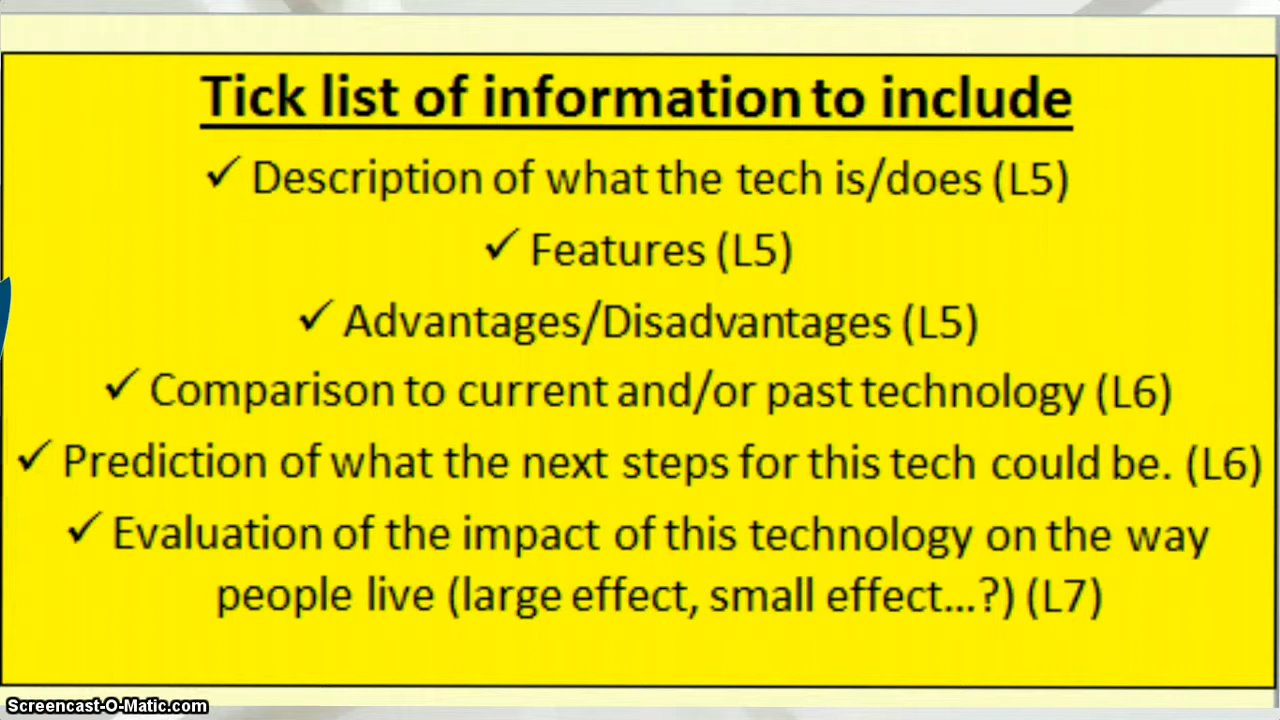 Tick list of information to include
✓ Description of what the tech is/does (L5)
✓ Features (L5)
✓ Advantages/Disadvantages (L5)
✓ Comparison to current and/or past technology (L6)
✓ Prediction of what the next steps for this tech could be. (L6)
✓ Evaluation of the impact of this technology on the way
people live (large effect, small effect...?) (L7)
Screencast-O-Matic.com